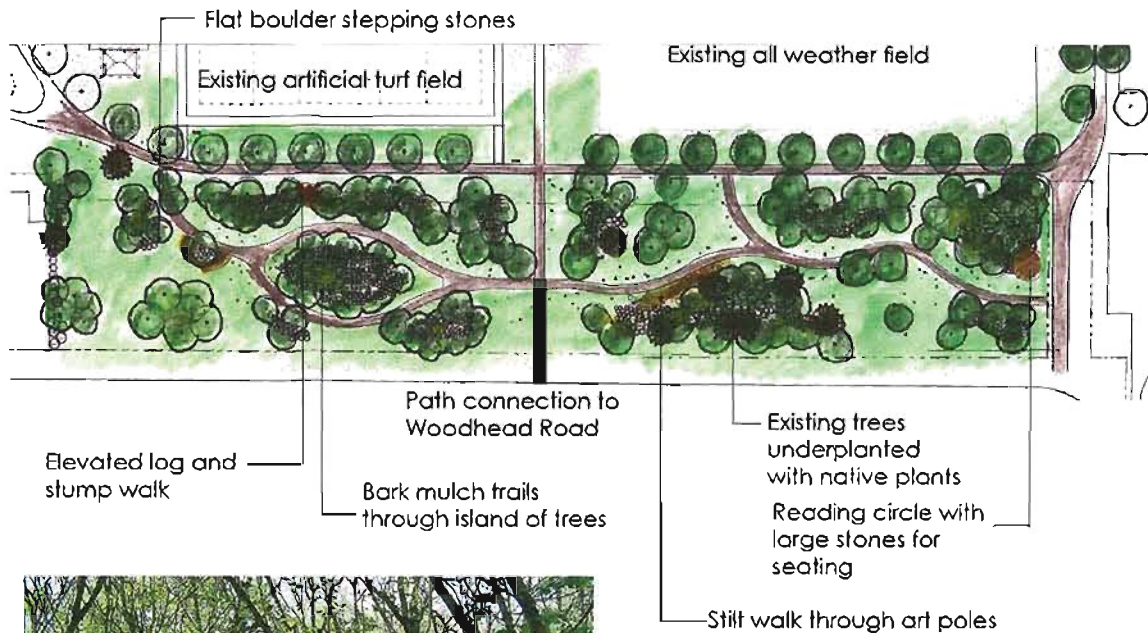 Flat boulder stepping stones
Existing artificial turf field
Existing all weather field
Path connection to
Woodhead Road
Elevated log and
stump walk
Bark mulch trails
through island of trees
Existing trees
underplanted
with native plants
Reading circle with
large stones for
seating
Stilt walk through art poles